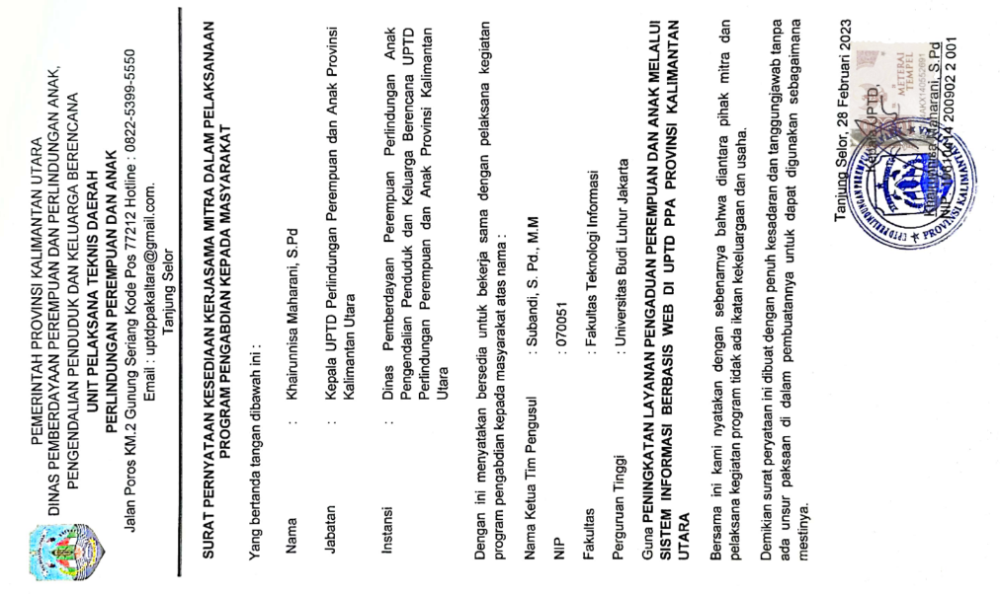 PEMERINTAH PROVINSI KALIMANTAN UTARA
DINAS PEMBERDAYAAN PEREMPUAN DAN PERLINDUNGAN ANAK,
PENGENDALIAN PENDUDUK DAN KELUARGA BERENCANA
UNIT PELAKSANA TEKNIS DAERAH
PERLINDUNGAN PEREMPUAN DAN ANAK
Jalan Poros KM.2 Gunung Seriang Kode Pos 77212 Hotline : 0822-5399-5550
Email : uptdppakaltara@gmail.com.
Tanjung Selor
SURAT PERNYATAAN KESEDIAAN KERJASAMA MITRA DALAM PELAKSANAAN
PROGRAM PENGABDIAN KEPADA MASYARAKAT
Yang bertanda tangan dibawah ini :
Nama : Khairunnisa Maharani, S.Pd
Jabatan : Kepala UPTD Perlindungan Perempuan dan Anak Provinsi
Kalimantan Utara
Instansi : Dinas Pemberdayaan Perempuan Perlindungan Anak
Pengendalian Penduduk dan Keluarga Berencana UPTD
Perlindungan Perempuan dan Anak Provinsi Kalimantan
Utara
Dengan ini menyatakan bersedia untuk bekerja sama dengan pelaksana kegiatan
program pengabdian kepada masyarakat atas nama :
Nama Ketua Tim Pengusul : Subandi, S. Pd., M.M
NIP : 070051
Fakultas : Fakultas Teknologi Informasi
Perguruan Tinggi : Universitas Budi Luhur Jakarta
Guna PENINGKATAN LAYANAN PENGADUAN PEREMPUAN DAN ANAK MELALUI
SISTEM INFORMASI BERBASIS WEB DI UPTD PPA PROVINSI KALIMANTAN
UTARA
Bersama ini kami nyatakan dengan sebenarnya bahwa diantara pihak mitra dan
pelaksana kegiatan program tidak ada ikatan kekeluargaan dan usaha.
Demikian surat peryataan ini dibuat dengan penuh kesadaran dan tanggungjawab tanpa
ada unsur paksaan di dalam pembuatannya untuk dapat digunakan sebagaimana
mestinya.
Tanjung Selor, 28 Februari 2023
Kepala UPTD,
METERAI
TEMPEL
Khairunnisa Maharani, S.Pd
NIP. 200902 2 001
PROVINSI KALIMANTAN